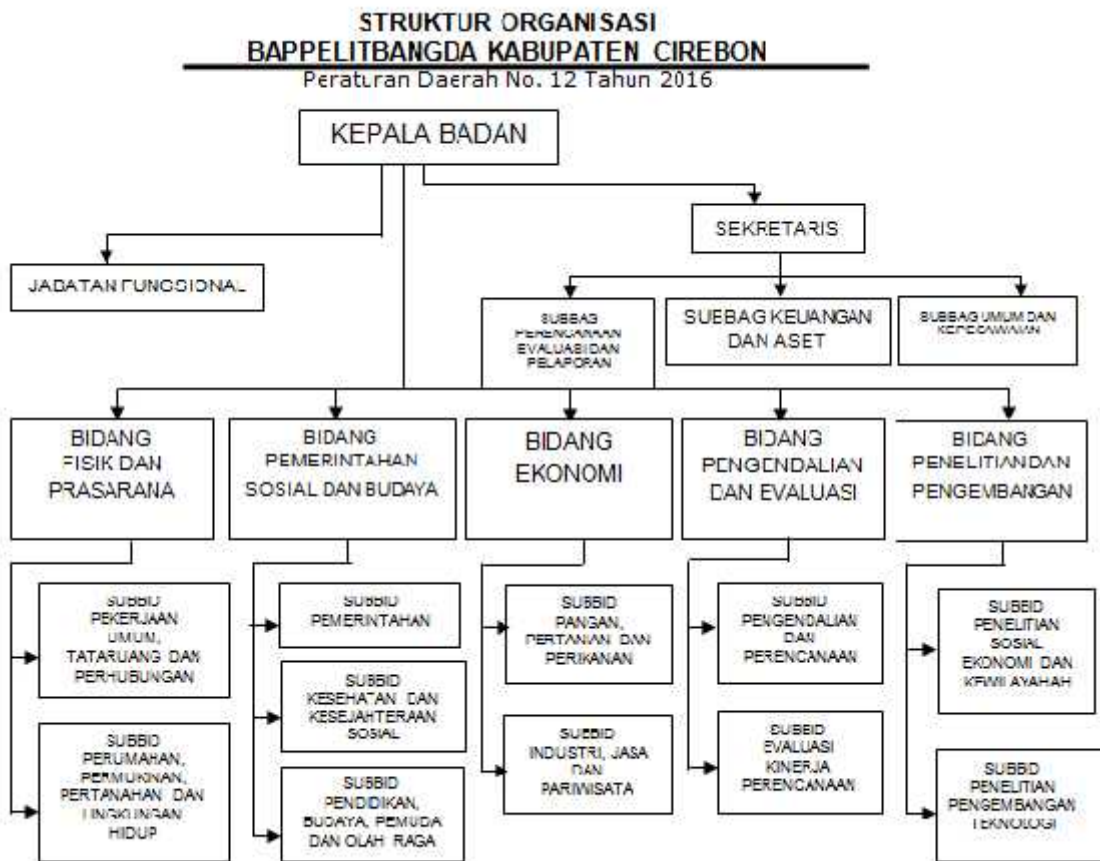 STRUKTUR ORGANISASI
BAPPELITBANGDA KABUPATEN CIREBON
Peraturan Daerah No. 12 Tahun 2016
KEPALA BADAN
SEKRETARIS
JABATAN FUNGSIONAL
SUBBAG
PERENCANAAN
EVALUASI DAN
PELAPORAN
SUBBAG KEUANGAN
DAN ASET
SUBBAG UMUM DAN
KEPEGAWAIAN
BIDANG
FISIK DAN
PRASARANA
BIDANG
PEMERINTAHAN
SOSIAL DAN BUDAYA
BIDANG
EKONOMI
BIDANG
PENGENDALIAN
DAN EVALUASI
BIDANG
PENELITIAN DAN
PENGEMBANGAN
SUBBID
PEKERJAAN
UMUM,
TATARUANG DAN
PERHUBUNGAN
SUBBID
PERUMAHAN,
PERMUKINAN,
PERTANAHAN DAN
LINGKUNGAN
HIDUP
SUBBID
PEMERINTAHAN
SUBBID
KESEHATAN DAN
KESEJAHTERAAN
SOSIAL
SUBBID
PENDIDIKAN,
BUDAYA, PEMUDA
DAN OLAH RAGA
SUBBID
PANGAN,
PERTANIAN DAN
PERIKANAN
SUBBID
INDUSTRI, JASA
DAN
PARIWISATA
SUBBID
PENGENDALIAN
DAN
PERENCANAAN
SUBBID
EVALUASI
KINERJA
PERENCANAAN
SUBBID
PENELITIAN
SOSIAL
EKONOMI DAN
KEWILAYAHAH
SUBBID
PENELITIAN
PENGEMBANGAN
TEKNOLOGI